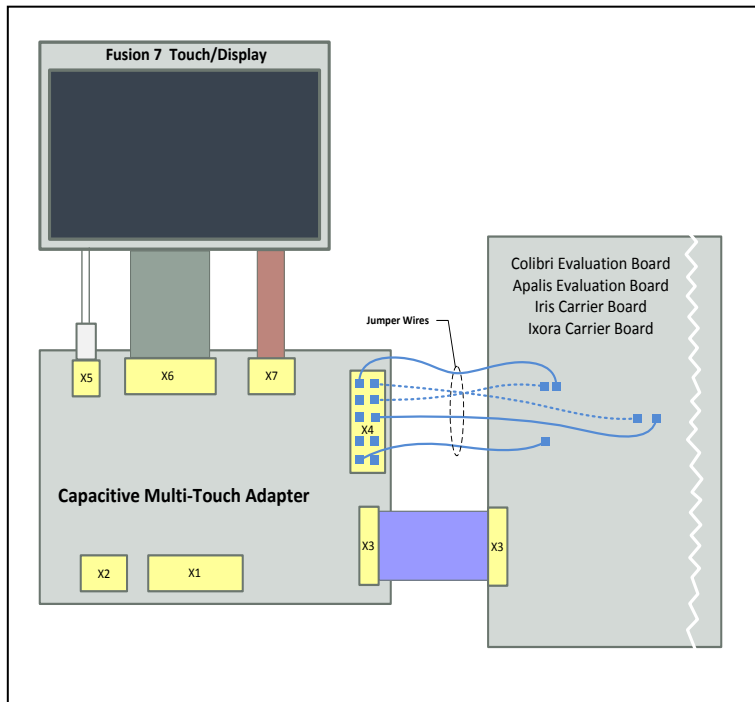 Fusion 7 Touch/Display
Colibri Evaluation Board
Apalis Evaluation Board
Iris Carrier Board
Ixora Carrier Board
Jumper Wires
X5
X6
X7
X4
Capacitive Multi-Touch Adapter
X3
X3
X2
X1